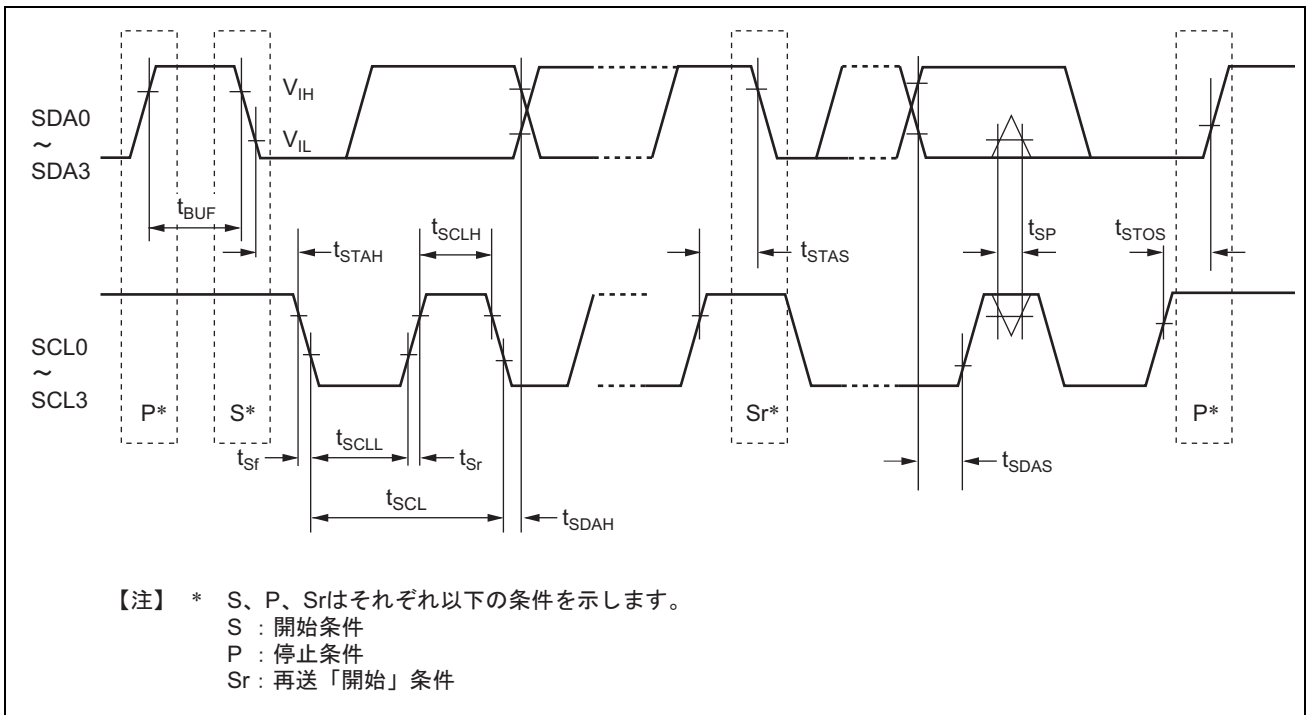 SDA0
～
SDA3
V_IH
V_IL
t_BUF
t_STAH
t_SCLH
t_STAS
t_SP
t_STOS
SCL0
～
SCL3
P*
S*
Sr*
P*
t_Sf
t_SCLL
t_Sr
t_SDAS
t_SCL
t_SDAH
【注】 * S、P、Srはそれぞれ以下の条件を示します。
S ：開始条件
P ：停止条件
Sr：再送「開始」条件